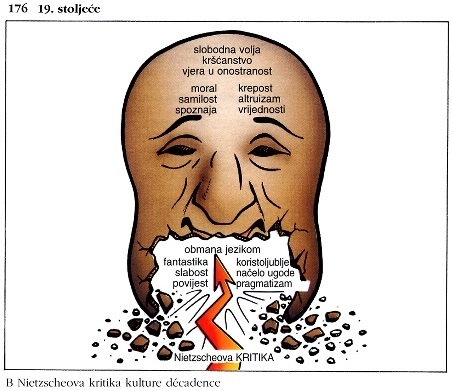 176 19. stoljeće
slobodna volja
kršćanstvo
vjera u onostranost
moral
samilost
spoznaja
krepost
altruizam
vrijednosti
obmana jezikom
fantastika
slabost
povijest
koristoljublje
načelo ugode
pragmatizam
Nietzscheova KRITIKA
B Nietzscheova kritika kulture décadence